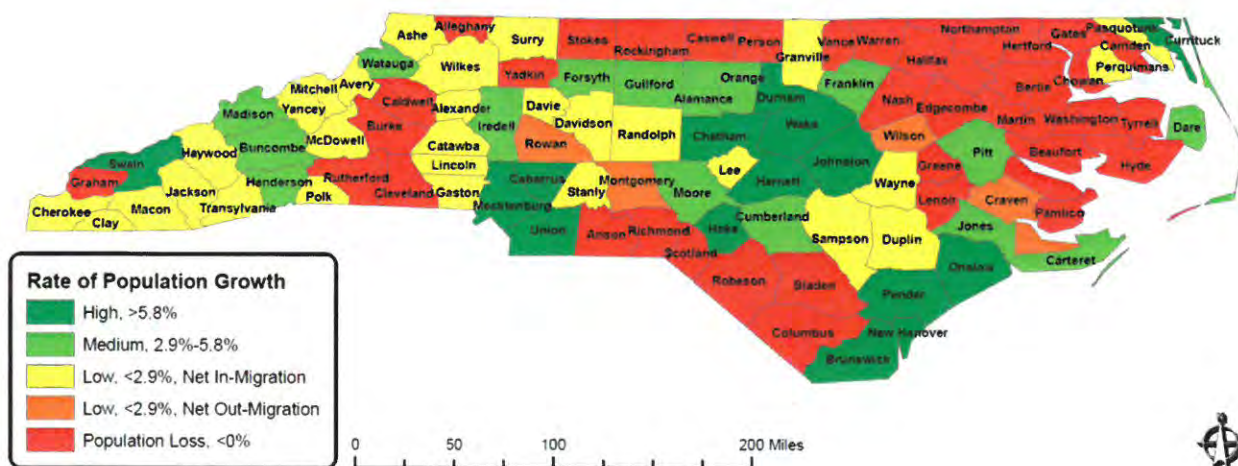 Alleghany
Northampton
Ashe
Surry
Stokes
Caswell
Person
Vance
Warren
Gates
Pasquotank
Currituck
Rockingham
Granville
Hertford
Camden
Watauga
Wilkes
Halifax
Perquimans
Yadkin
Forsyth
Guilford
Orange
Franklin
Bertie
Chowan
Mitchell
Avery
Durham
Nash
Edgecombe
Madison
Yancey
Caldwell
Alexander
Davie
Alamance
Martin
Washington
Tyrrell
Dare
Burke
Iredell
Davidson
Randolph
Chatham
Wake
Wilson
Buncombe
McDowell
Catawba
Rowan
Pitt
Beaufort
Hyde
Swain
Haywood
Lincoln
Johnston
Greene
Graham
Henderson
Rutherford
Cabarrus
Montgomery
Lee
Harnett
Wayne
Jackson
Polk
Cleveland
Gaston
Stanly
Moore
Lenoir
Craven
Pamlico
Cherokee
Macon
Transylvania
Mecklenburg
Cumberland
Clay
Union
Anson
Richmond
Hoke
Sampson
Duplin
Jones
Scotland
Onslow
Carteret
Robeson
Bladen
Pender
Columbus
New Hanover
Brunswick
Rate of Population Growth
High, >5.8%
Medium, 2.9%-5.8%
Low, <2.9%, Net In-Migration
Low, <2.9%, Net Out-Migration
Population Loss, <0%
0 50 100 200 Miles